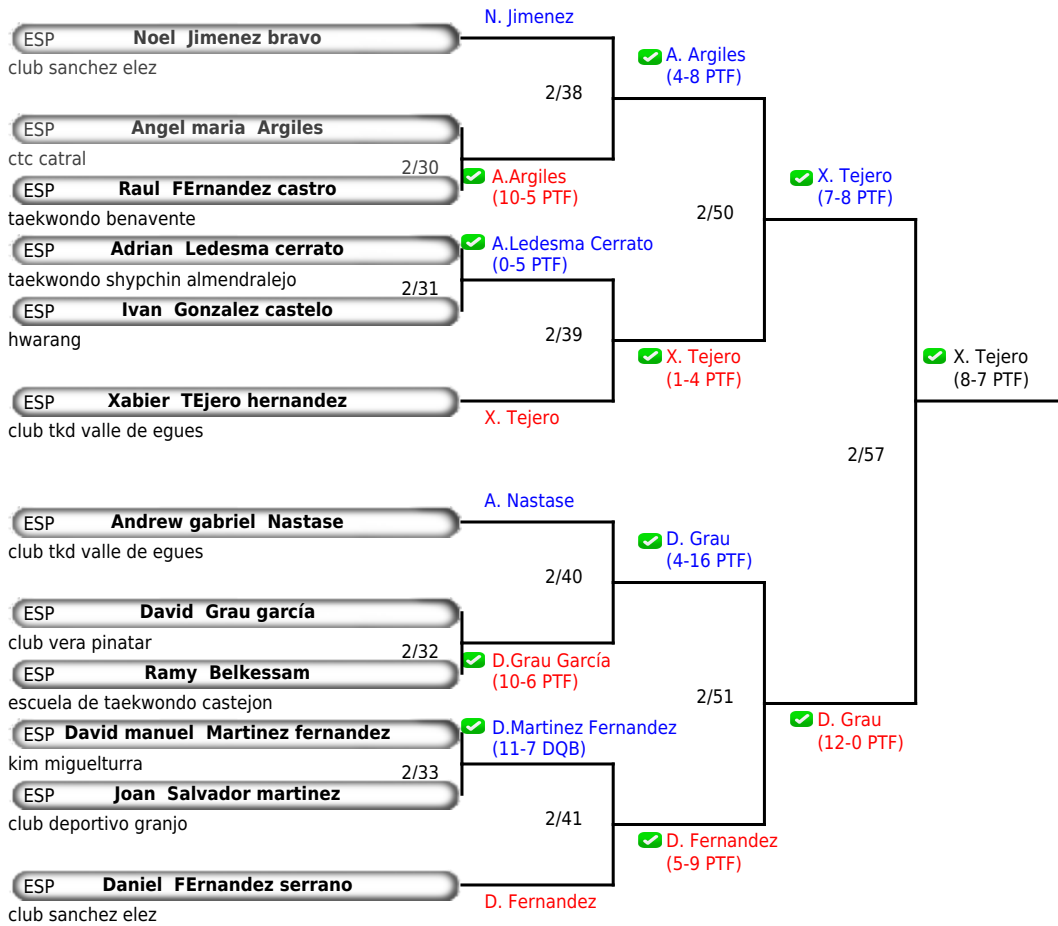 N. Jimenez
ESP Noel Jimenez bravo
club sanchez elez
A. Argiles
(4-8 PTF)
2/38
ESP Angel maria Argiles
ctc catral
2/30
ESP Raul FErnandez castro
A.Argiles
(10-5 PTF)
taekwondo benavente
X. Tejero
(7-8 PTF)
2/50
ESP Adrian Ledesma cerrato
A.Ledesma Cerrato
(0-5 PTF)
taekwondo shypchin almendralejo
2/31
ESP Ivan Gonzalez castelo
hwarang
2/39
X. Tejero
(1-4 PTF)
X. Tejero
(8-7 PTF)
ESP Xabier TEjero hernandez
club tkd valle de egues
X. Tejero
2/57
A. Nastase
ESP Andrew gabriel Nastase
club tkd valle de egues
D. Grau
(4-16 PTF)
2/40
ESP David Grau garcía
club vera pinatar
2/32
ESP Ramy Belkessam
D.Grau García
(10-6 PTF)
escuela de taekwondo castejon
2/51
D. Grau
(12-0 PTF)
ESP David manuel Martinez fernandez
D.Martinez Fernandez
(11-7 DQB)
kim miguelturra
2/33
ESP Joan Salvador martinez
club deportivo granjo
2/41
D. Fernandez
(5-9 PTF)
ESP Daniel FErnandez serrano
club sanchez elez
D. Fernandez